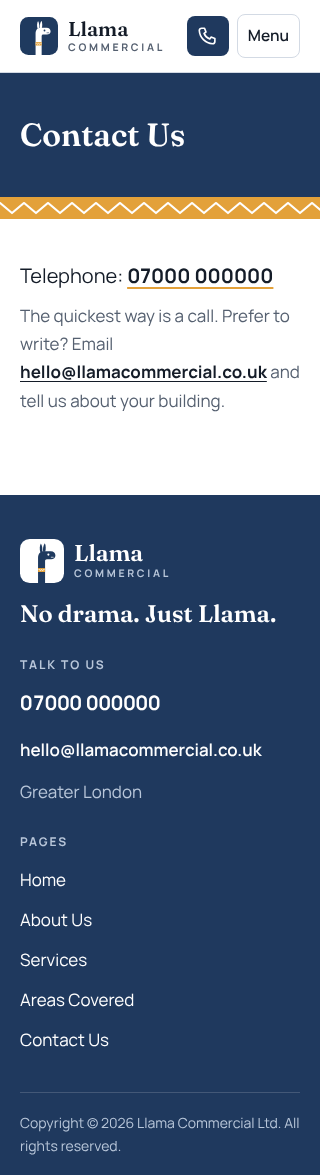 Llama
COMMERCIAL
Menu
Contact Us
Telephone: 07000 000000
The quickest way is a call. Prefer to
write? Email
hello@llamacommercial.co.uk and
tell us about your building.
Llama
COMMERCIAL
No drama. Just Llama.
TALK TO US
07000 000000
hello@llamacommercial.co.uk
Greater London
PAGES
Home
About Us
Services
Areas Covered
Contact Us
Copyright © 2026 Llama Commercial Ltd. All
rights reserved.